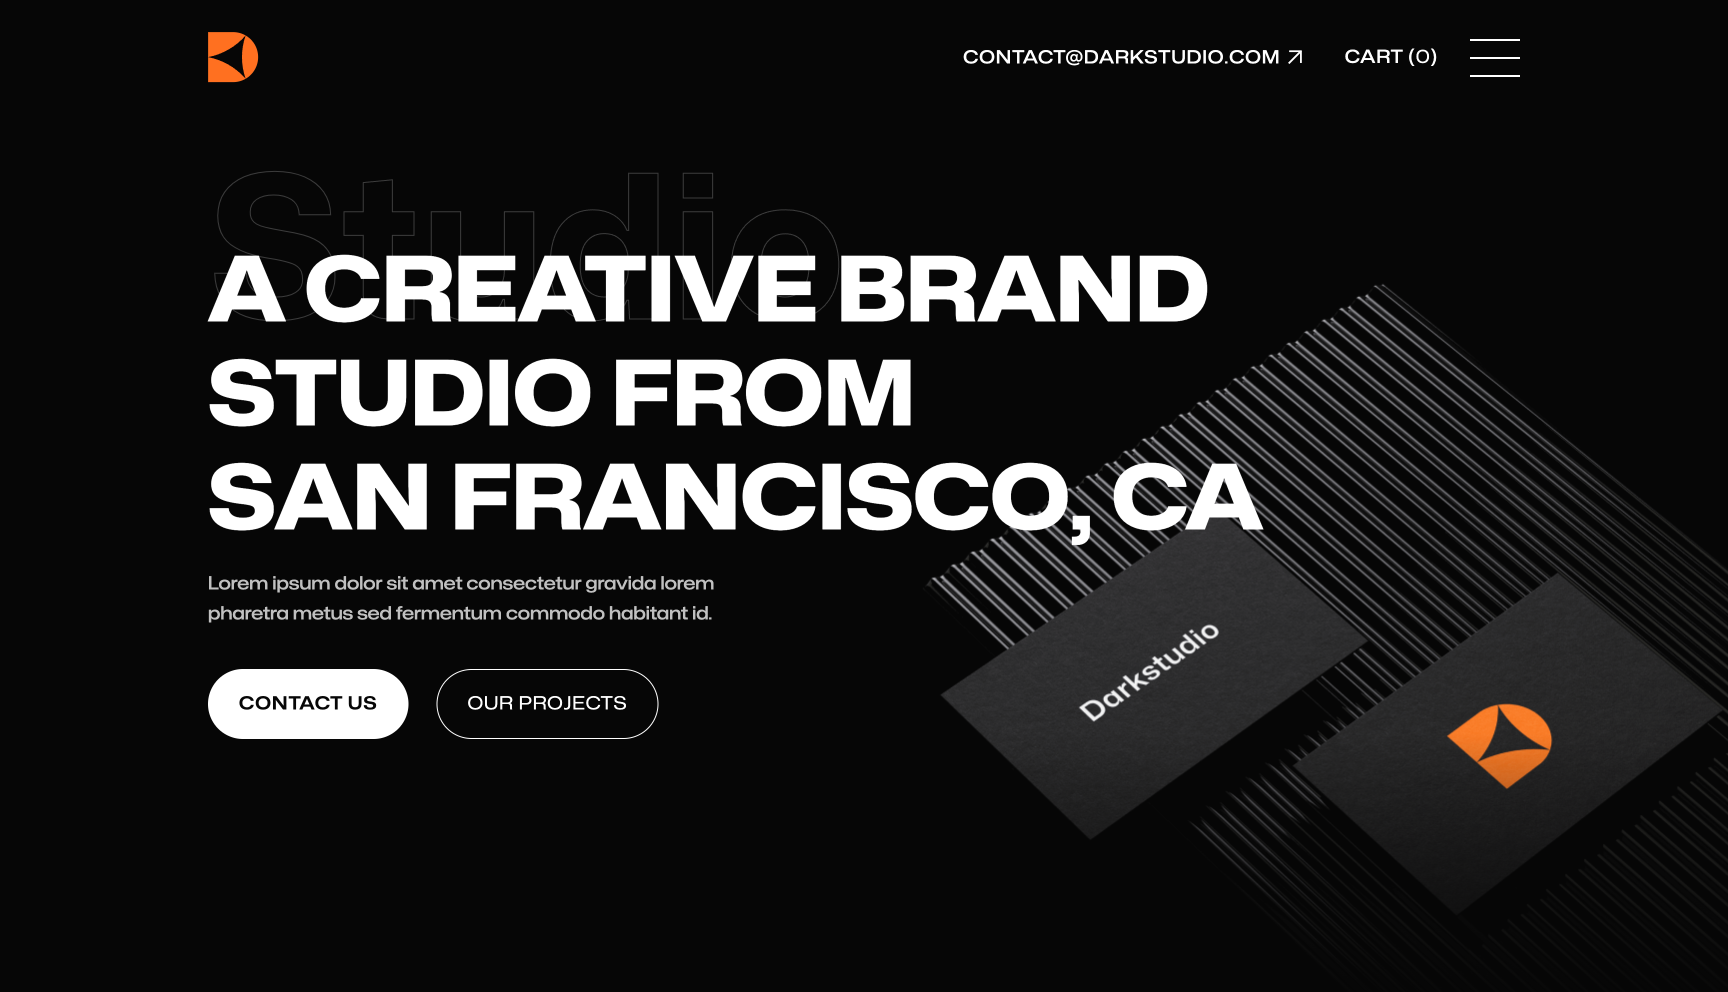 CONTACT@DARKSTUDIO.COM
CART (0)
Studio
A CREATIVE BRAND
STUDIO FROM
SAN FRANCISCO, CA
Lorem ipsum dolor sit amet consectetur gravida lorem
pharetra metus sed fermentum commodo habitant id.
CONTACT US
OUR PROJECTS
Darkstudio